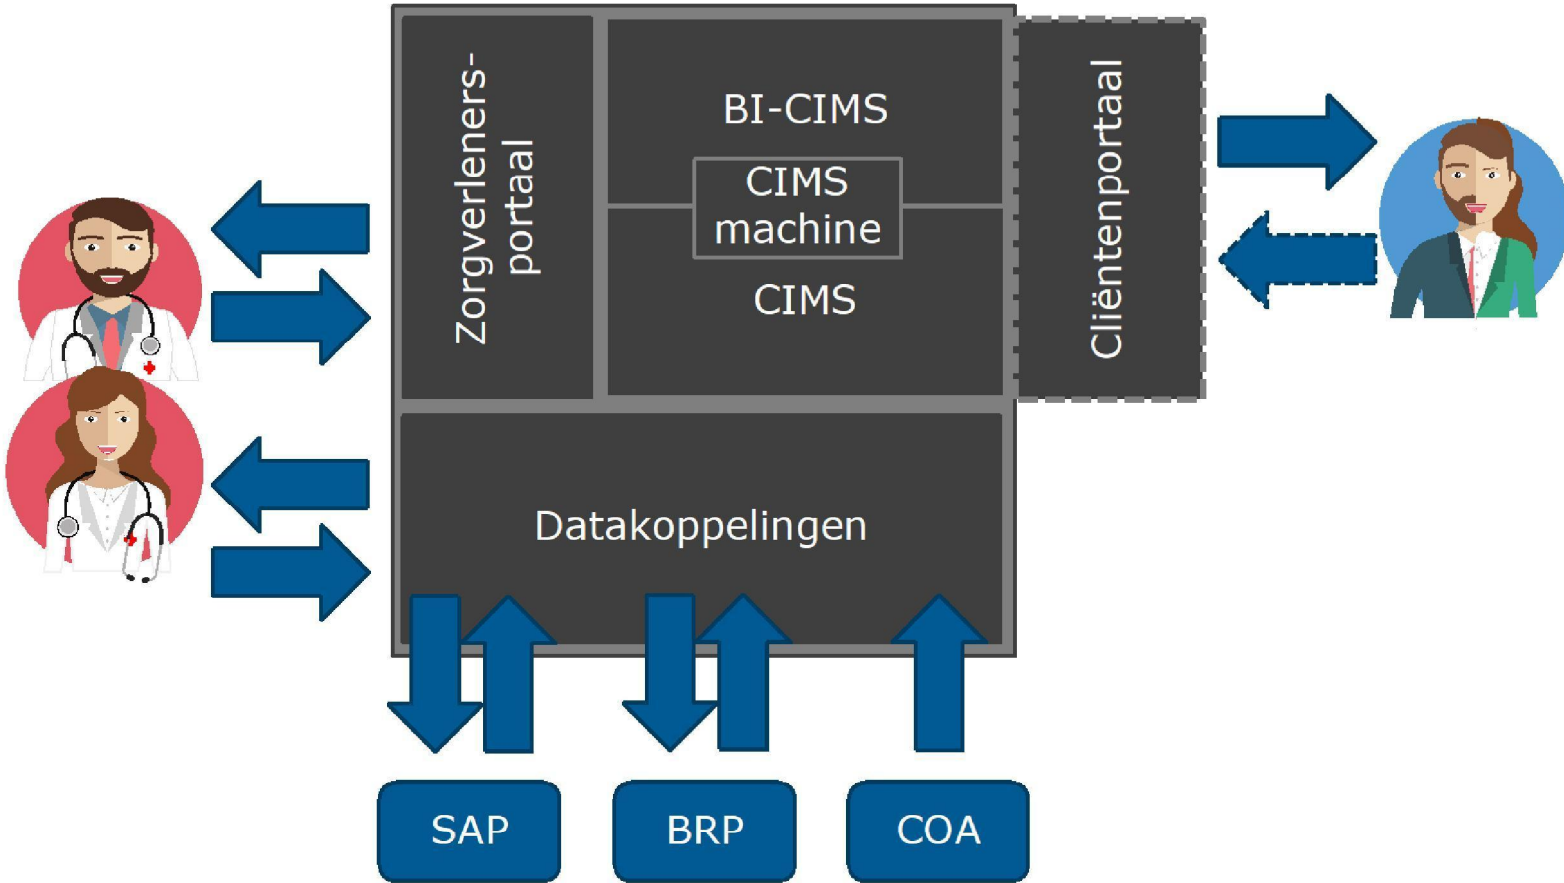 Zorgverleners-
portaal
BI-CIMS
CIMS
machine
CIMS
Cliëntenportaal
Datakoppelingen
SAP
BRP
COA